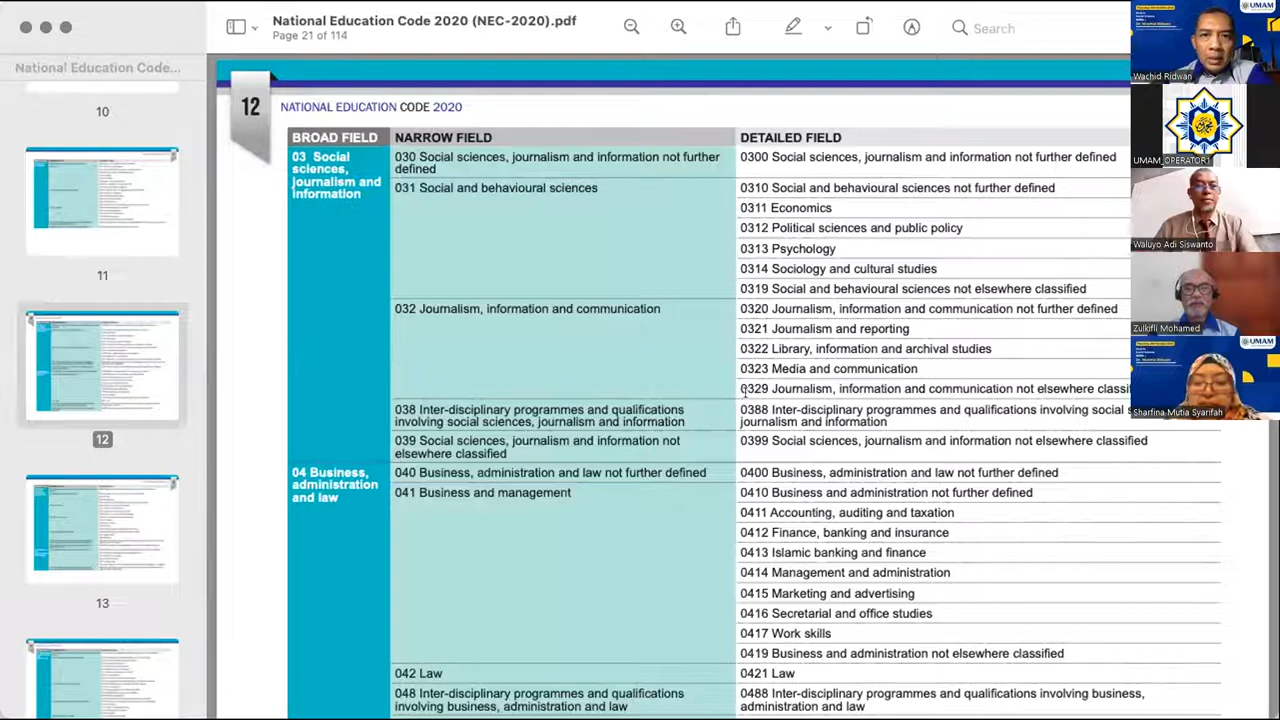 National Education Code 2020 (NEC-2020).pdf
Page 21 of 114
Search
National Education Code...
10
11
12
13
12
NATIONAL EDUCATION CODE 2020
BROAD FIELD
NARROW FIELD
DETAILED FIELD
03 Social
sciences,
journalism and
information
030 Social sciences, journalism and information not further
defined
0300 Social sciences, journalism and information not further defined
031 Social and behavioural sciences
0310 Social and behavioural sciences not further defined
0311 Economics
0312 Political sciences and public policy
0313 Psychology
0314 Sociology and cultural studies
0319 Social and behavioural sciences not elsewhere classified
032 Journalism, information and communication
0320 Journalism, information and communication not further defined
0321 Journalism and reporting
0322 Library, information and archival studies
0323 Media and communication
0329 Journalism, information and communication not elsewhere classif
038 Inter-disciplinary programmes and qualifications
involving social sciences, journalism and information
0388 Inter-disciplinary programmes and qualifications involving social s
journalism and information
039 Social sciences, journalism and information not
elsewhere classified
0399 Social sciences, journalism and information not elsewhere classified
04 Business,
administration
and law
040 Business, administration and law not further defined
0400 Business, administration and law not further defined
041 Business and management
0410 Business and administration not further defined
0411 Accounting, auditing and taxation
0412 Finance, banking and insurance
0413 Islamic banking and finance
0414 Management and administration
0415 Marketing and advertising
0416 Secretarial and office studies
0417 Work skills
0419 Business and administration not elsewhere classified
042 Law
0421 Law
048 Inter-disciplinary programmes and qualifications
involving business, administration and law
0488 Inter-disciplinary programmes and qualifications involving business,
administration and law
UMAM
Wachid Ridwan
UMAM_OPERATOR1
Waluyo Adi Siswanto
Zulkifli Mohamed
UMAM
Sharfina Mutia Syarifah